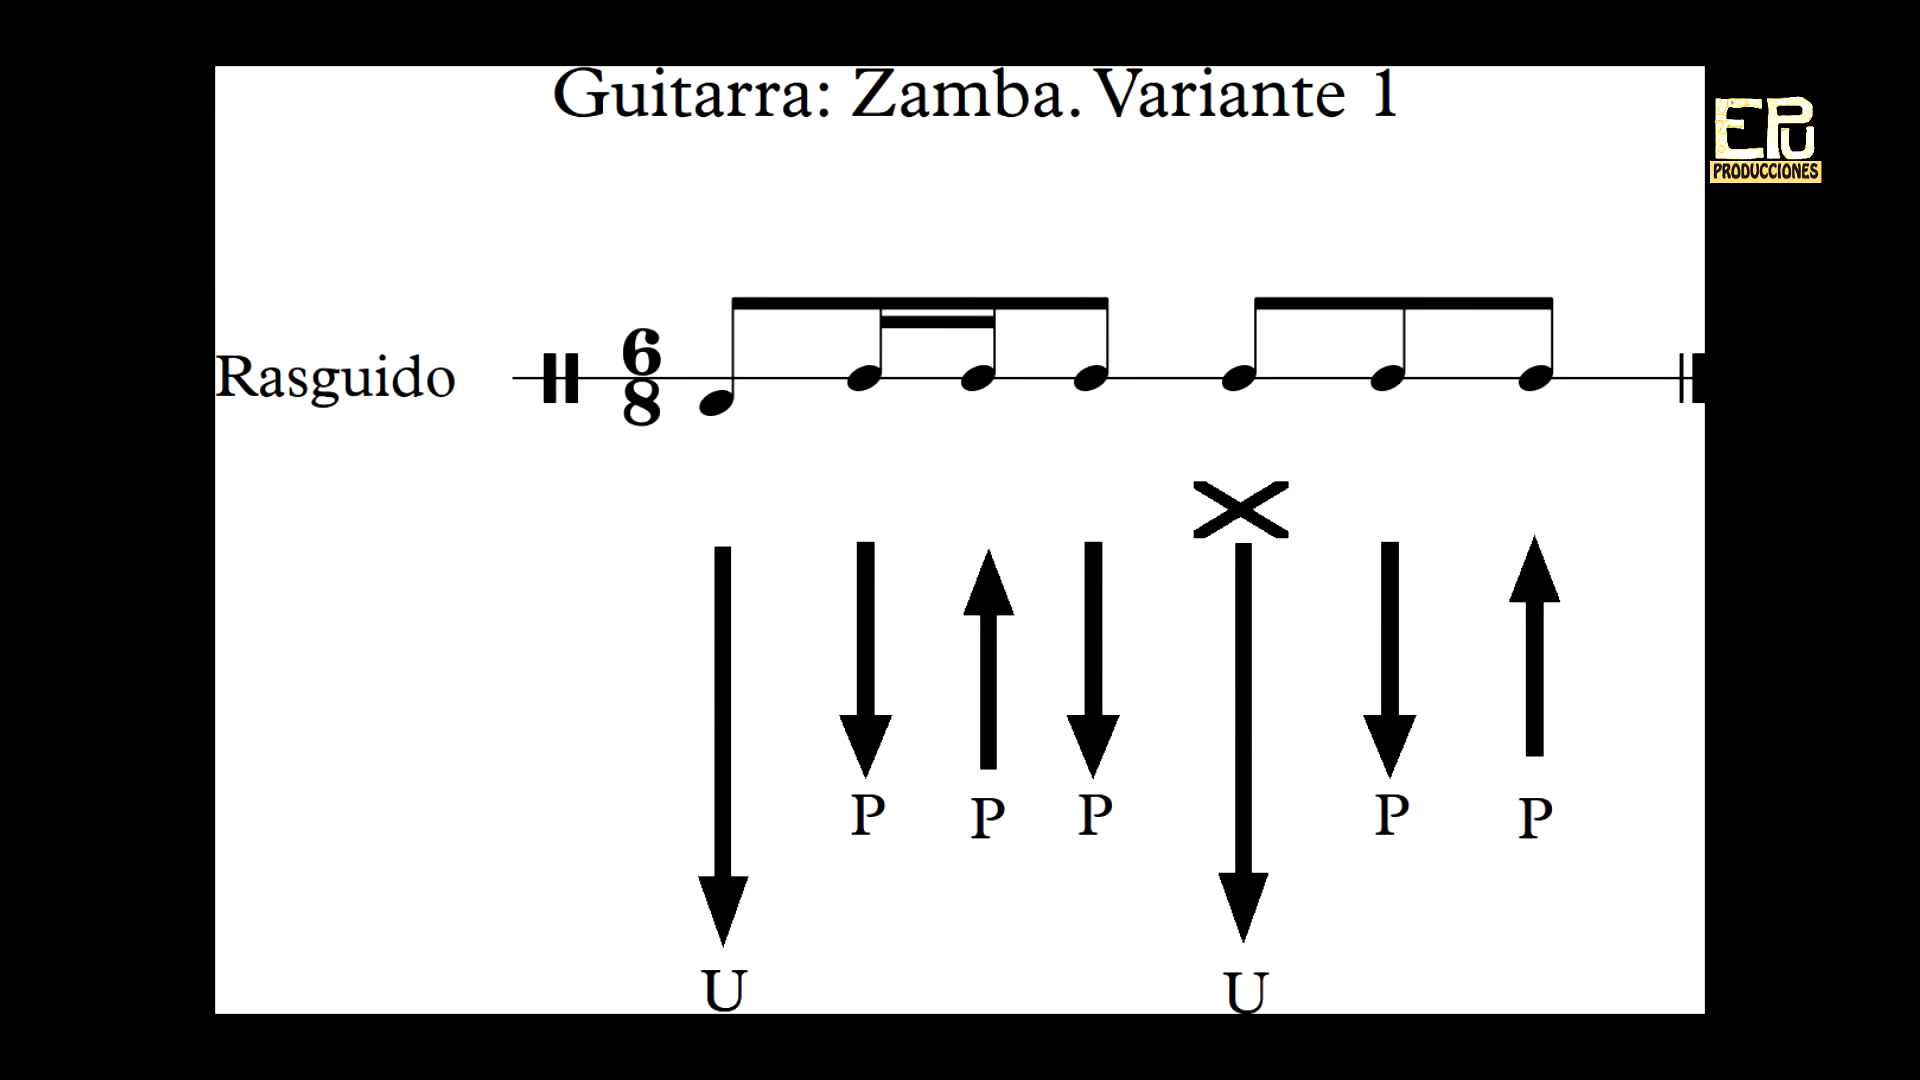 Guitarra: Zamba. Variante 1
EPU
PRODUCCIONES
6
8
Rasguido
P P P P P
U U